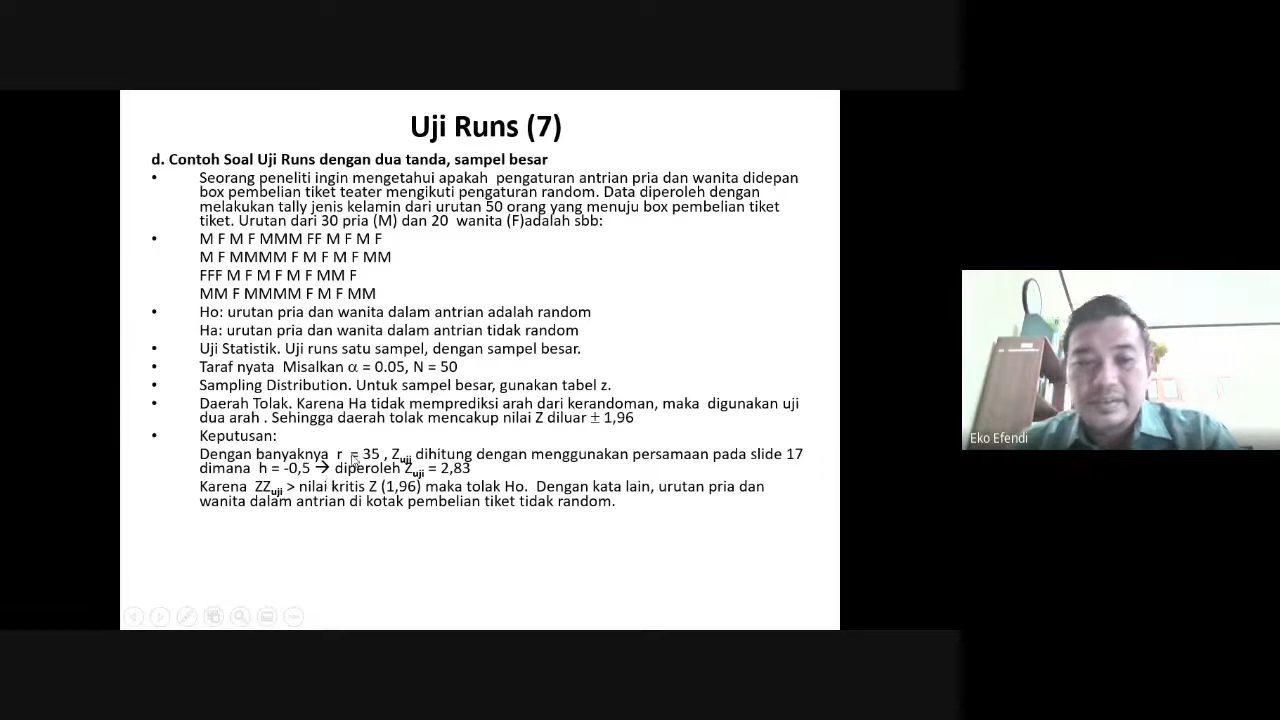 Uji Runs (7)
d. Contoh Soal Uji Runs dengan dua tanda, sampel besar
• Seorang peneliti ingin mengetahui apakah pengaturan antrian pria dan wanita didepan
box pembelian tiket teater mengikuti pengaturan random. Data diperoleh dengan
melakukan tally jenis kelamin dari urutan 50 orang yang menuju box pembelian tiket
tiket. Urutan dari 30 pria (M) dan 20 wanita (F)adalah sbb:
• M F M F MMM FF M F M F
M F MMMM F M F M F MM
FFF M F M F M F MM F
MM F MMMM F M F MM
• Ho: urutan pria dan wanita dalam antrian adalah random
Ha: urutan pria dan wanita dalam antrian tidak random
• Uji Statistik. Uji runs satu sampel, dengan sampel besar.
• Taraf nyata Misalkan α = 0.05, N = 50
• Sampling Distribution. Untuk sampel besar, gunakan tabel z.
• Daerah Tolak. Karena Ha tidak memprediksi arah dari kerandoman, maka digunakan uji
dua arah . Sehingga daerah tolak mencakup nilai Z diluar ± 1,96
• Keputusan:
Dengan banyaknya r = 35 , Zuji dihitung dengan menggunakan persamaan pada slide 17
dimana h = -0,5 → diperoleh Zuji = 2,83
Karena ZZuji > nilai kritis Z (1,96) maka tolak Ho. Dengan kata lain, urutan pria dan
wanita dalam antrian di kotak pembelian tiket tidak random.
Eko Efendi